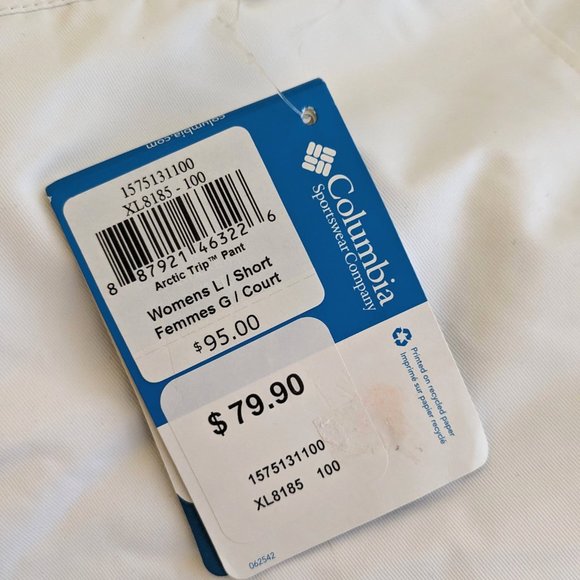 columbia.com
1575131100
XL8185 - 100
8 87921 46322 6
Arctic Trip™ Pant
Womens L / Short
Femmes G / Court
$95.00
$79.90
1575131100
XL8185 100
062542
Columbia
Sportswear Company
Printed on recycled paper
Imprimé sur papier recyclé